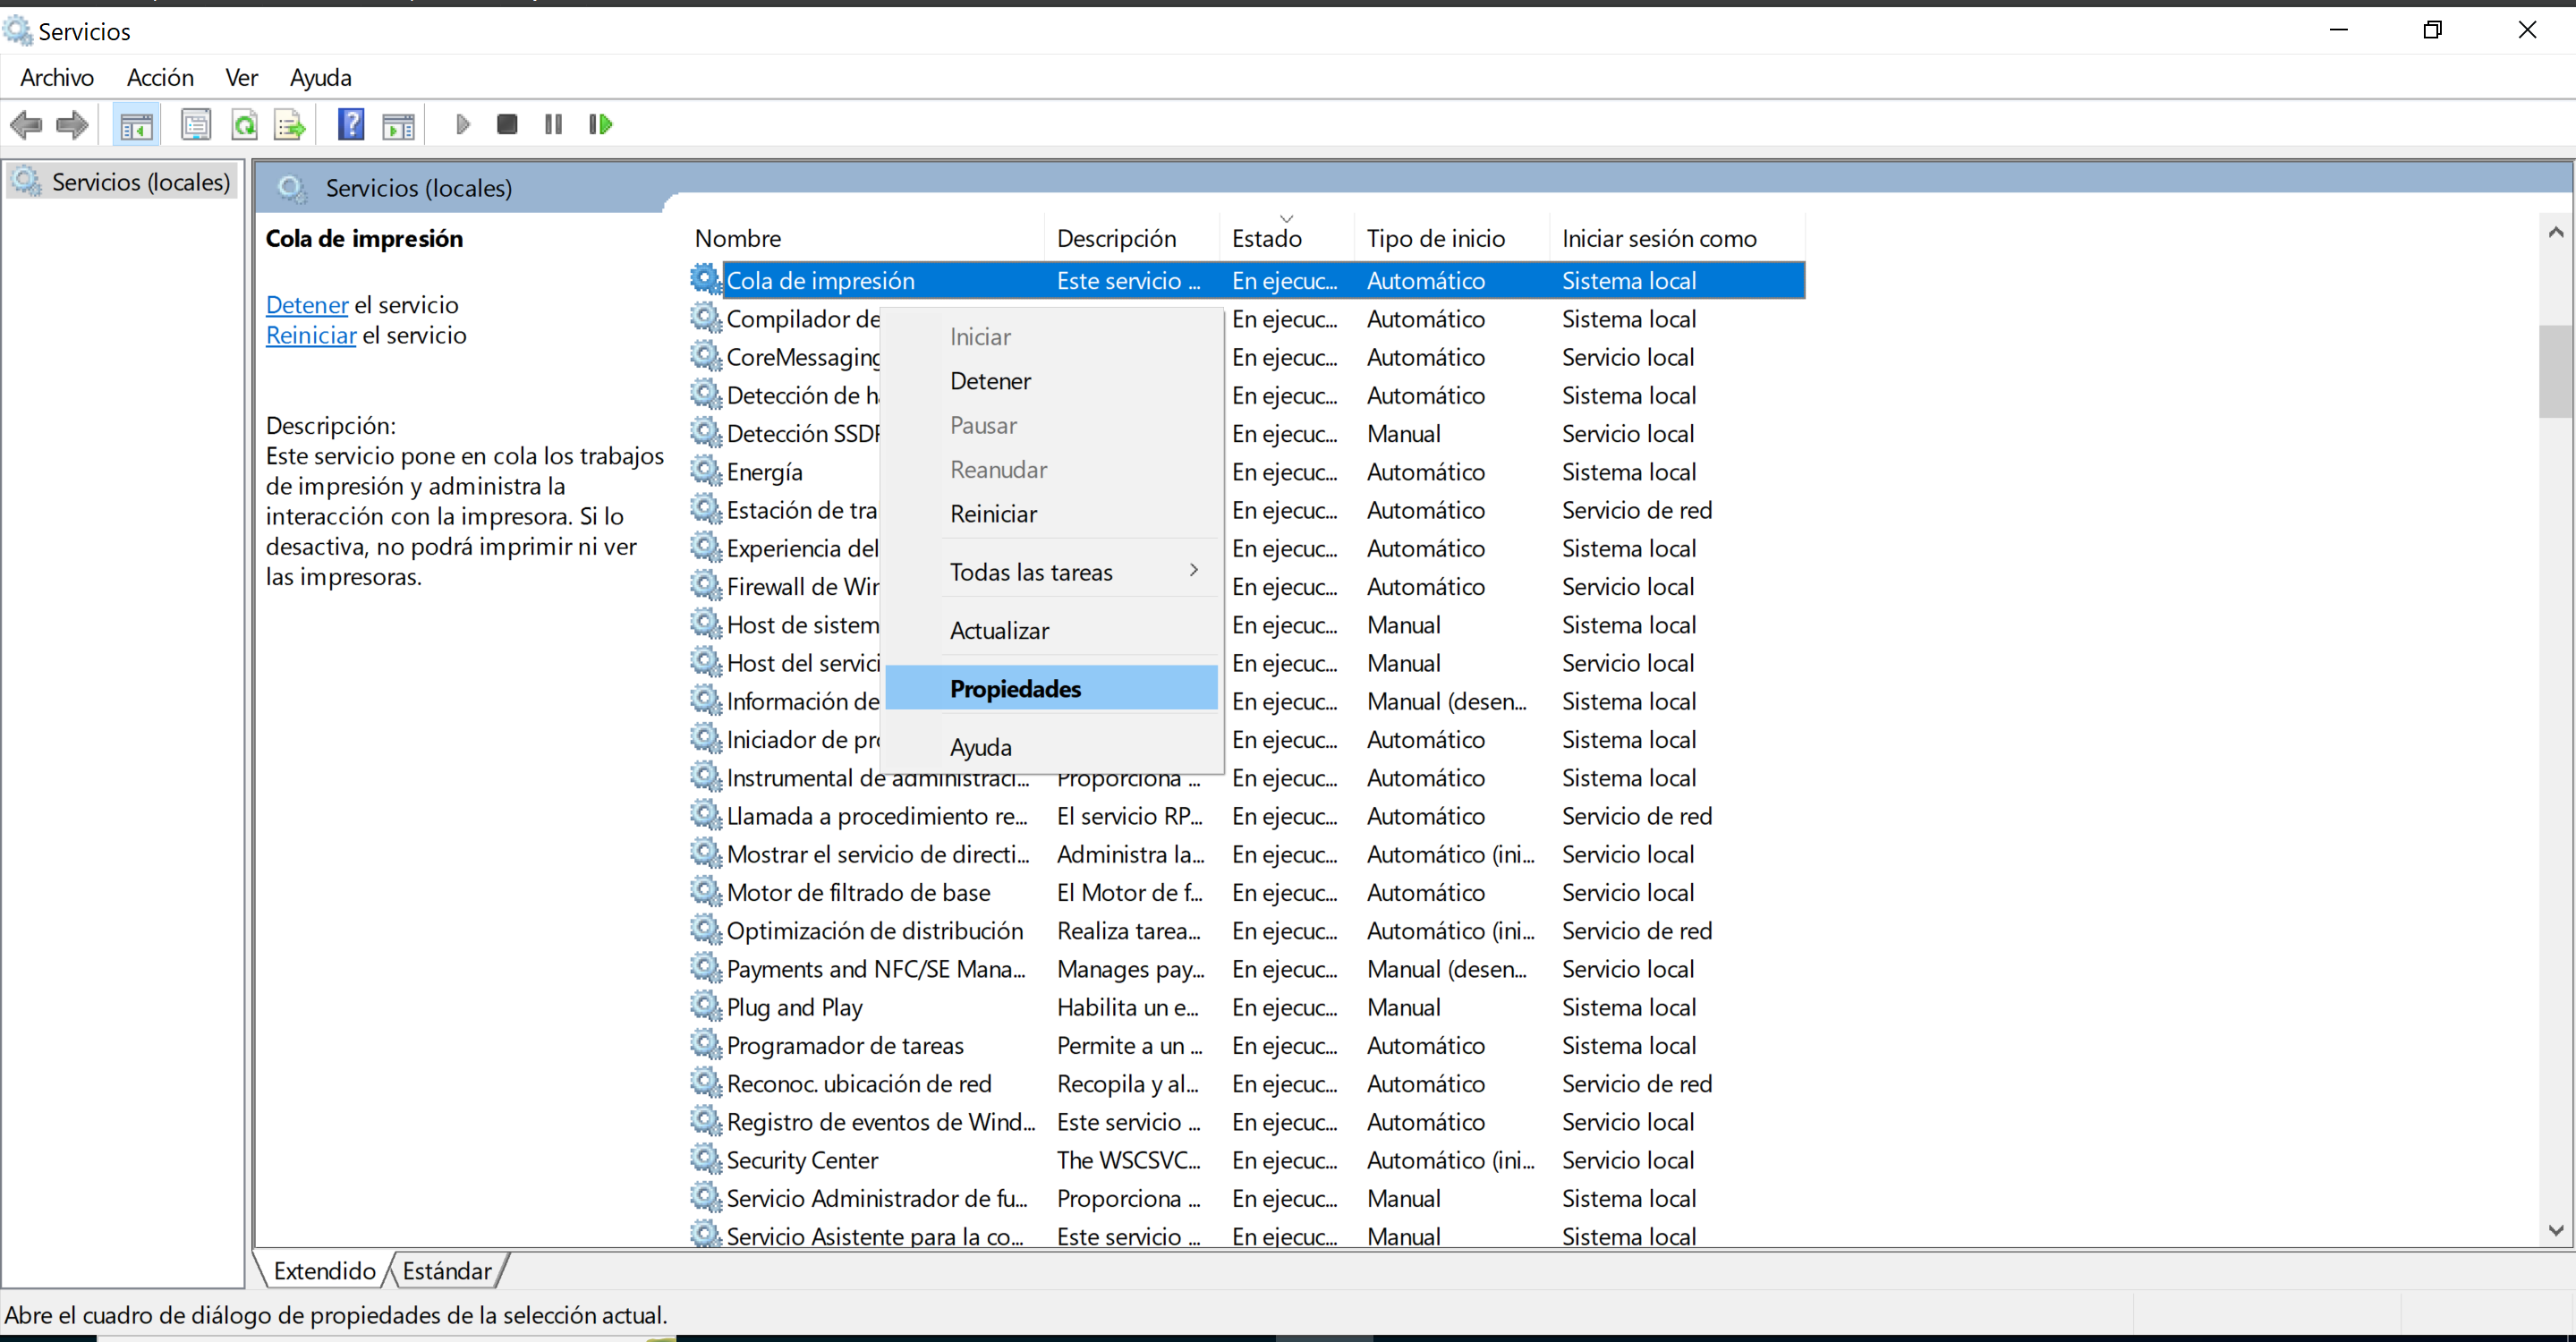 Servicios
Archivo Acción Ver Ayuda
Servicios (locales)
Servicios (locales)
Cola de impresión
Detener el servicio
Reiniciar el servicio
Descripción:
Este servicio pone en cola los trabajos
de impresión y administra la
interacción con la impresora. Si lo
desactiva, no podrá imprimir ni ver
las impresoras.
Nombre Descripción Estado Tipo de inicio Iniciar sesión como
Cola de impresión Este servicio ... En ejecuc... Automático Sistema local
Compilador de En ejecuc... Automático Sistema local
CoreMessaging En ejecuc... Automático Servicio local
Detección de h En ejecuc... Automático Sistema local
Detección SSDP En ejecuc... Manual Servicio local
Energía En ejecuc... Automático Sistema local
Estación de tra En ejecuc... Automático Servicio de red
Experiencia del En ejecuc... Automático Sistema local
Firewall de Win En ejecuc... Automático Servicio local
Host de sistem En ejecuc... Manual Sistema local
Host del servici En ejecuc... Manual Servicio local
Información de En ejecuc... Manual (desen... Sistema local
Iniciador de pro En ejecuc... Automático Sistema local
Instrumental de administraci... Proporciona ... En ejecuc... Automático Sistema local
Llamada a procedimiento re... El servicio RP... En ejecuc... Automático Servicio de red
Mostrar el servicio de directi... Administra la... En ejecuc... Automático (ini... Servicio local
Motor de filtrado de base El Motor de f... En ejecuc... Automático Servicio local
Optimización de distribución Realiza tarea... En ejecuc... Automático (ini... Servicio de red
Payments and NFC/SE Mana... Manages pay... En ejecuc... Manual (desen... Servicio local
Plug and Play Habilita un e... En ejecuc... Manual Sistema local
Programador de tareas Permite a un ... En ejecuc... Automático Sistema local
Reconoc. ubicación de red Recopila y al... En ejecuc... Automático Servicio de red
Registro de eventos de Wind... Este servicio ... En ejecuc... Automático Servicio local
Security Center The WSCSVC... En ejecuc... Automático (ini... Servicio local
Servicio Administrador de fu... Proporciona ... En ejecuc... Manual Sistema local
Servicio Asistente para la co... Este servicio ... En ejecuc... Manual Sistema local
Iniciar
Detener
Pausar
Reanudar
Reiniciar
Todas las tareas
Actualizar
Propiedades
Ayuda
Extendido Estándar
Abre el cuadro de diálogo de propiedades de la selección actual.